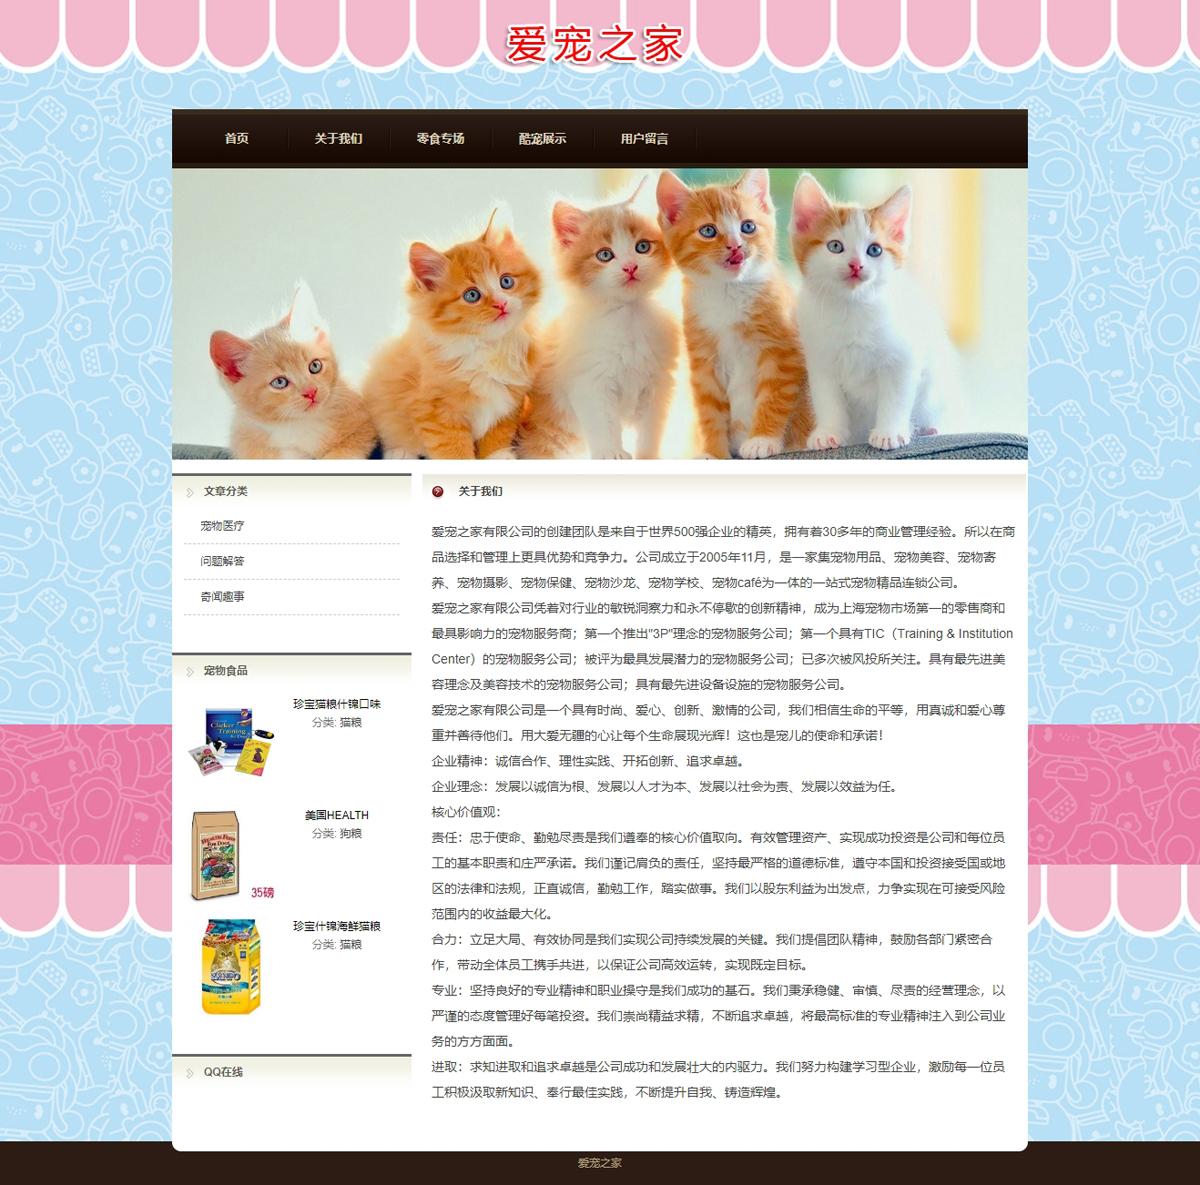 爱宠之家
首页 关于我们 零食专场 酷宠展示 用户留言
文章分类
宠物医疗
问题解答
奇闻趣事
宠物食品
珍宝猫粮什锦口味
分类: 猫粮
Clicker
Training
美国HEALTH
分类: 狗粮
HEALTH FOOD
FOR DOGS
35磅
珍宝什锦海鲜猫粮
分类: 猫粮
QQ在线
关于我们
爱宠之家有限公司的创建团队是来自于世界500强企业的精英，拥有着30多年的商业管理经验。所以在商
品选择和管理上更具优势和竞争力。公司成立于2005年11月，是一家集宠物用品、宠物美容、宠物寄
养、宠物摄影、宠物保健、宠物沙龙、宠物学校、宠物café为一体的一站式宠物精品连锁公司。
爱宠之家有限公司凭着对行业的敏锐洞察力和永不停歇的创新精神，成为上海宠物市场第一的零售商和
最具影响力的宠物服务商；第一个推出"3P"理念的宠物服务公司；第一个具有TIC（Training & Institution
Center）的宠物服务公司；被评为最具发展潜力的宠物服务公司；已多次被风投所关注。具有最先进美
容理念及美容技术的宠物服务公司；具有最先进设备设施的宠物服务公司。
爱宠之家有限公司是一个具有时尚、爱心、创新、激情的公司，我们相信生命的平等，用真诚和爱心尊
重并善待他们。用大爱无疆的心让每个生命展现光辉！这也是宠儿的使命和承诺！
企业精神：诚信合作、理性实践、开拓创新、追求卓越。
企业理念：发展以诚信为根、发展以人才为本、发展以社会为责、发展以效益为任。
核心价值观：
责任：忠于使命、勤勉尽责是我们遵奉的核心价值取向。有效管理资产、实现成功投资是公司和每位员
工的基本职责和庄严承诺。我们谨记肩负的责任，坚持最严格的道德标准，遵守本国和投资接受国或地
区的法律和法规，正直诚信，勤勉工作，踏实做事。我们以股东利益为出发点，力争实现在可接受风险
范围内的收益最大化。
合力：立足大局、有效协同是我们实现公司持续发展的关键。我们提倡团队精神，鼓励各部门紧密合
作，带动全体员工携手共进，以保证公司高效运转，实现既定目标。
专业：坚持良好的专业精神和职业操守是我们成功的基石。我们秉承稳健、审慎、尽责的经营理念，以
严谨的态度管理好每笔投资。我们崇尚精益求精，不断追求卓越，将最高标准的专业精神注入到公司业
务的方方面面。
进取：求知进取和追求卓越是公司成功和发展壮大的内驱力。我们努力构建学习型企业，激励每一位员
工积极汲取新知识、奉行最佳实践，不断提升自我、铸造辉煌。
爱宠之家